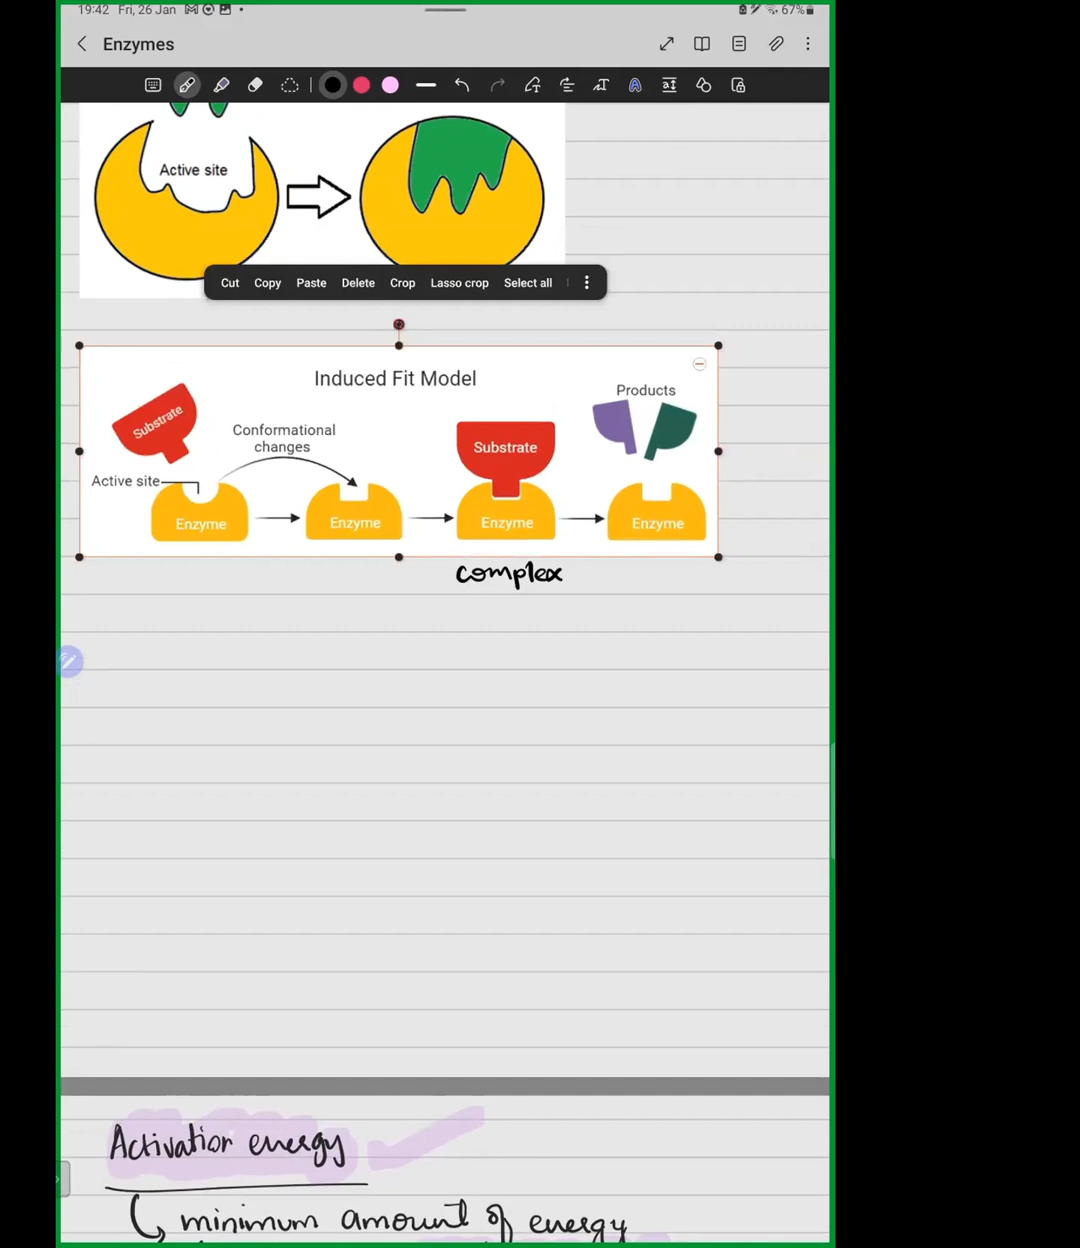 19:42 Fri, 26 Jan
67%
Enzymes
Active site
Cut Copy Paste Delete Crop Lasso crop Select all
Induced Fit Model
Products
Substrate
Conformational
changes
Substrate
Active site
Enzyme
Enzyme
Enzyme
Enzyme
complex
Activation energy
minimum amount of energy